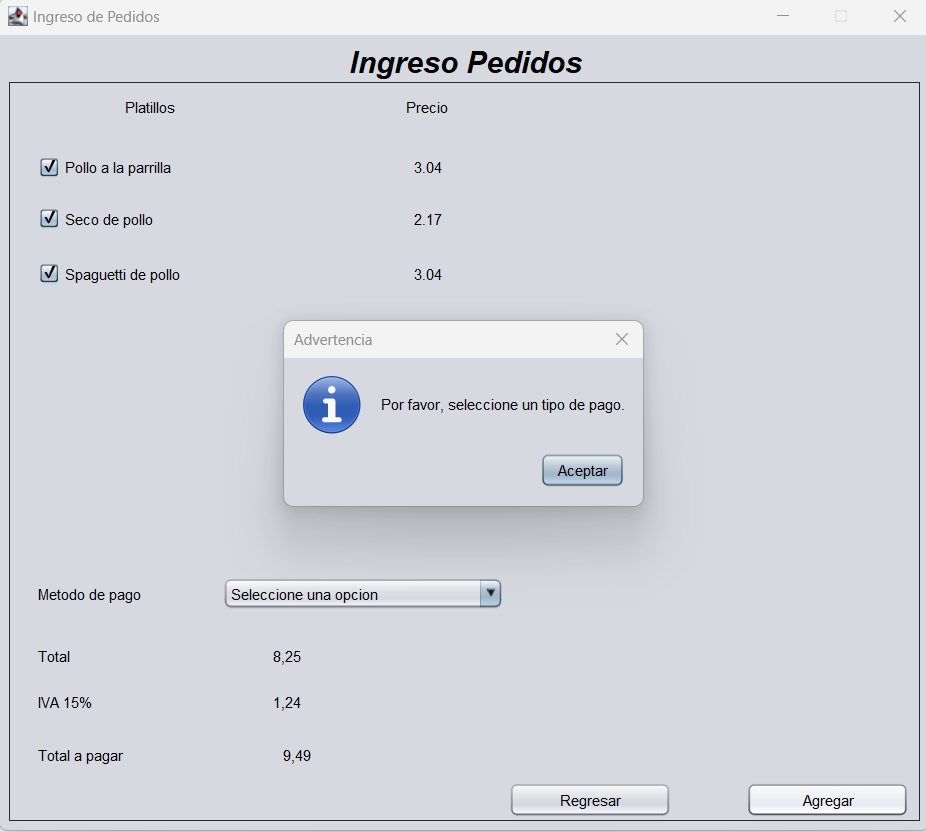 Ingreso de Pedidos
Ingreso Pedidos
Platillos Precio
Pollo a la parrilla 3.04
Seco de pollo 2.17
Spaguetti de pollo 3.04
Advertencia
Por favor, seleccione un tipo de pago.
Aceptar
Metodo de pago Seleccione una opcion
Total 8,25
IVA 15% 1,24
Total a pagar 9,49
Regresar Agregar